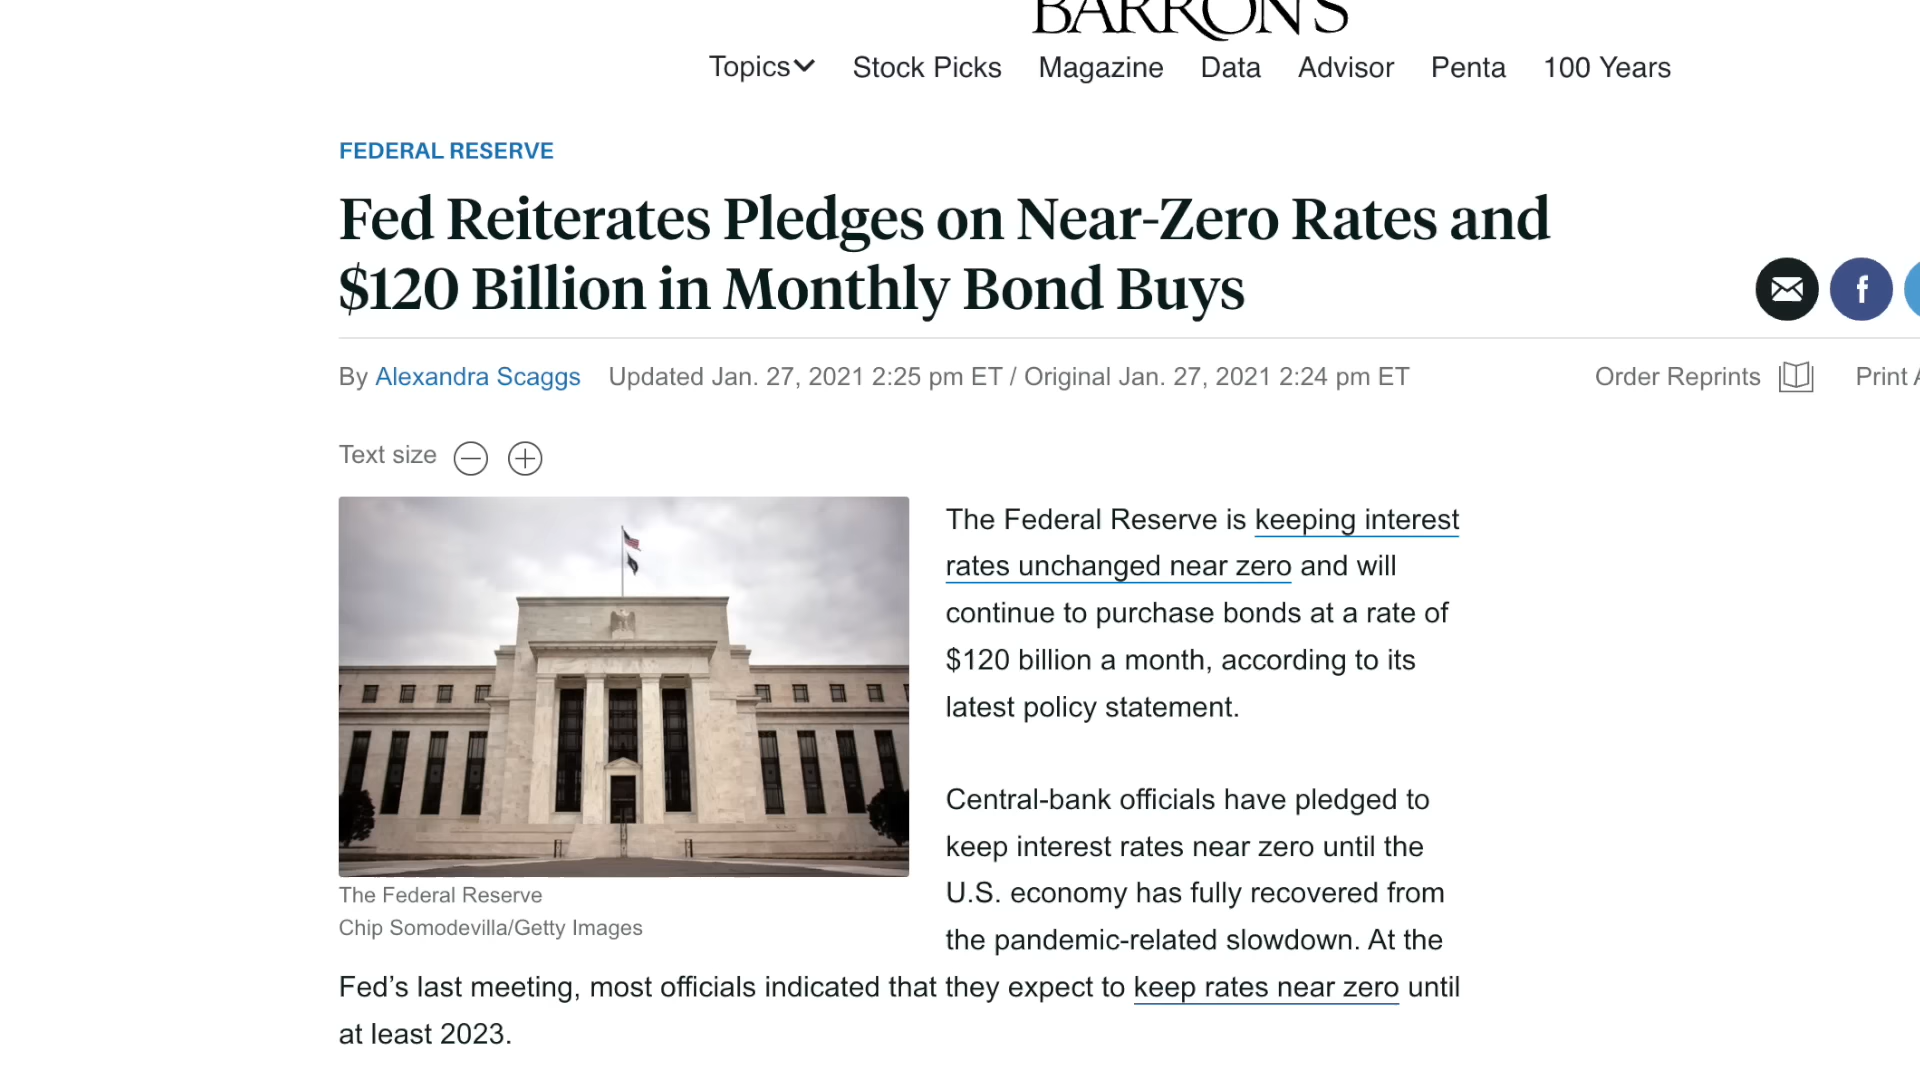 BARRON'S
Topics Stock Picks Magazine Data Advisor Penta 100 Years
FEDERAL RESERVE
Fed Reiterates Pledges on Near-Zero Rates and
$120 Billion in Monthly Bond Buys
f
By Alexandra Scaggs Updated Jan. 27, 2021 2:25 pm ET / Original Jan. 27, 2021 2:24 pm ET Order Reprints Print A
Text size
The Federal Reserve is keeping interest
rates unchanged near zero and will
continue to purchase bonds at a rate of
$120 billion a month, according to its
latest policy statement.
Central-bank officials have pledged to
keep interest rates near zero until the
U.S. economy has fully recovered from
the pandemic-related slowdown. At the
Fed’s last meeting, most officials indicated that they expect to keep rates near zero until
at least 2023.
The Federal Reserve
Chip Somodevilla/Getty Images